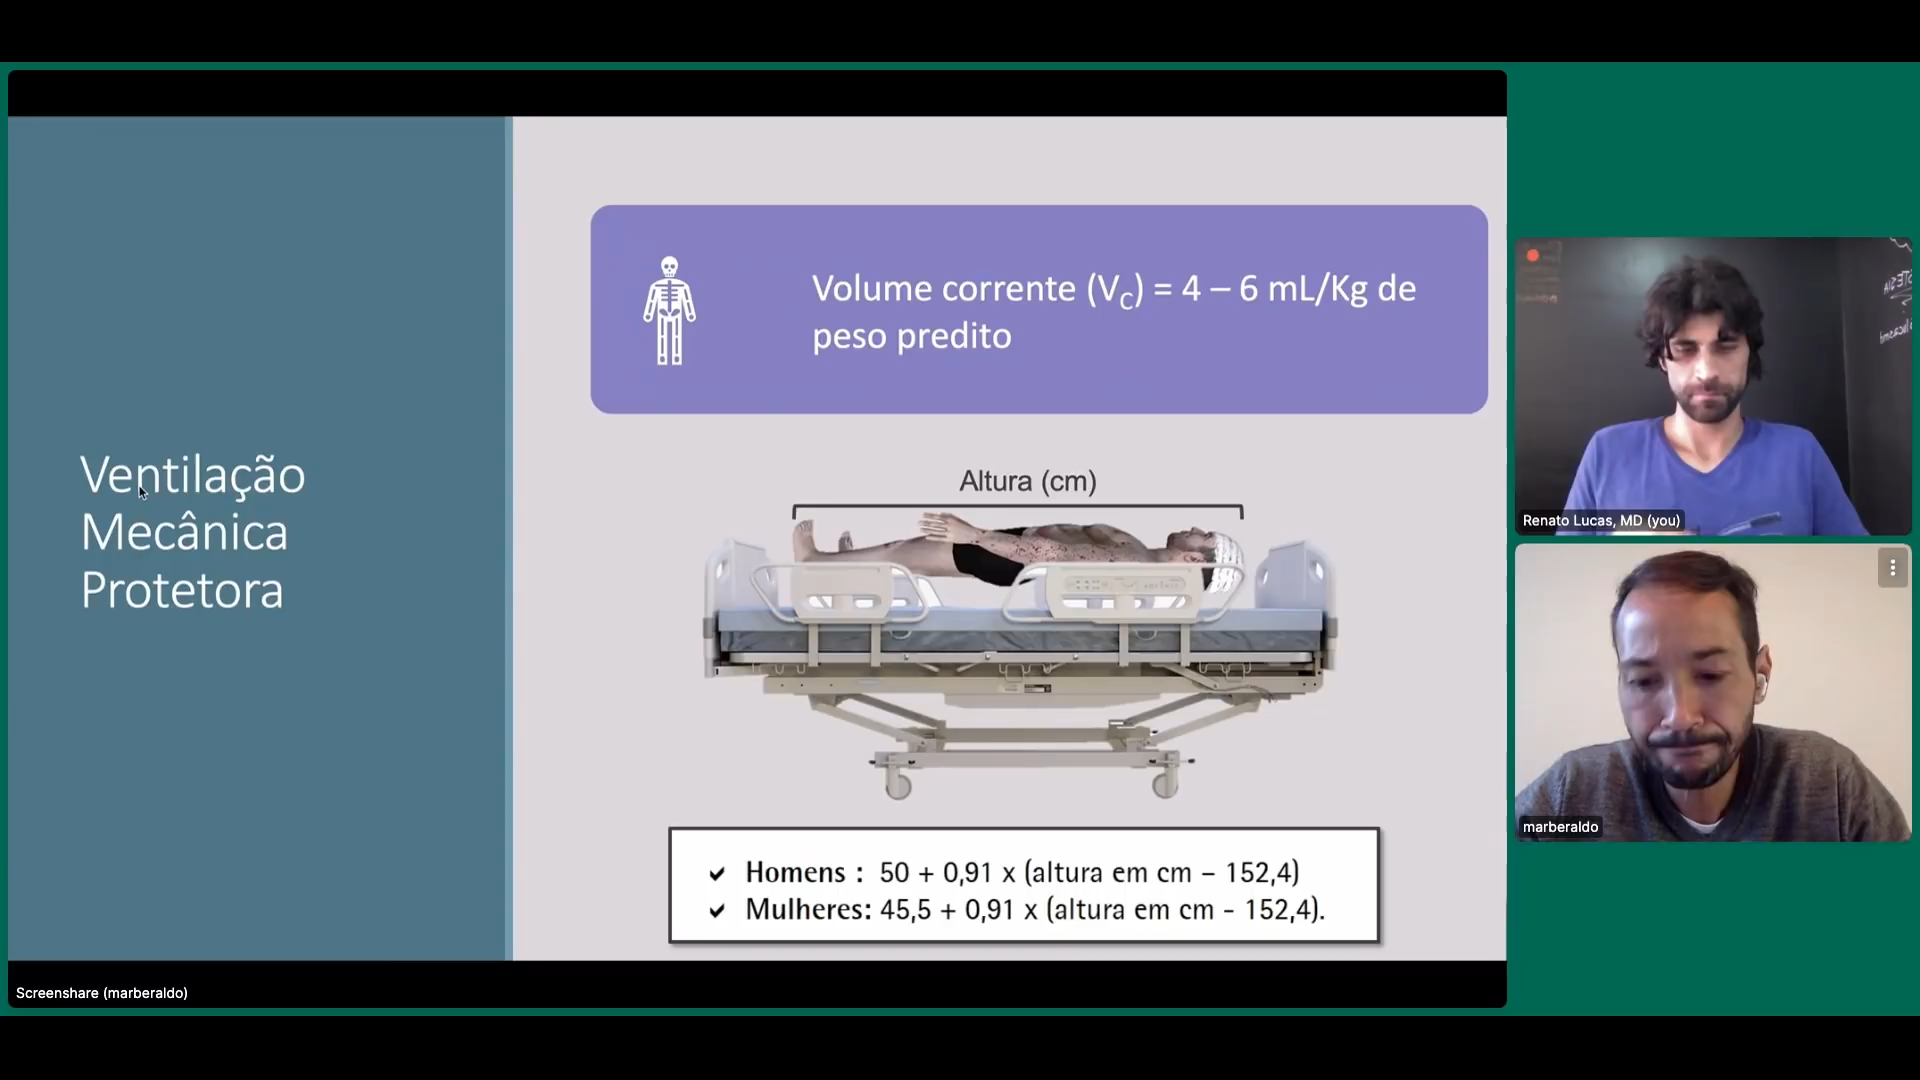 Volume corrente (VC) = 4 – 6 mL/Kg de
peso predito
Altura (cm)
Ventilação
Mecânica
Protetora
✔ Homens : 50 + 0,91 x (altura em cm – 152,4)
✔ Mulheres: 45,5 + 0,91 x (altura em cm - 152,4).
Screenshare (marberaldo)
Renato Lucas, MD (you)
marberaldo